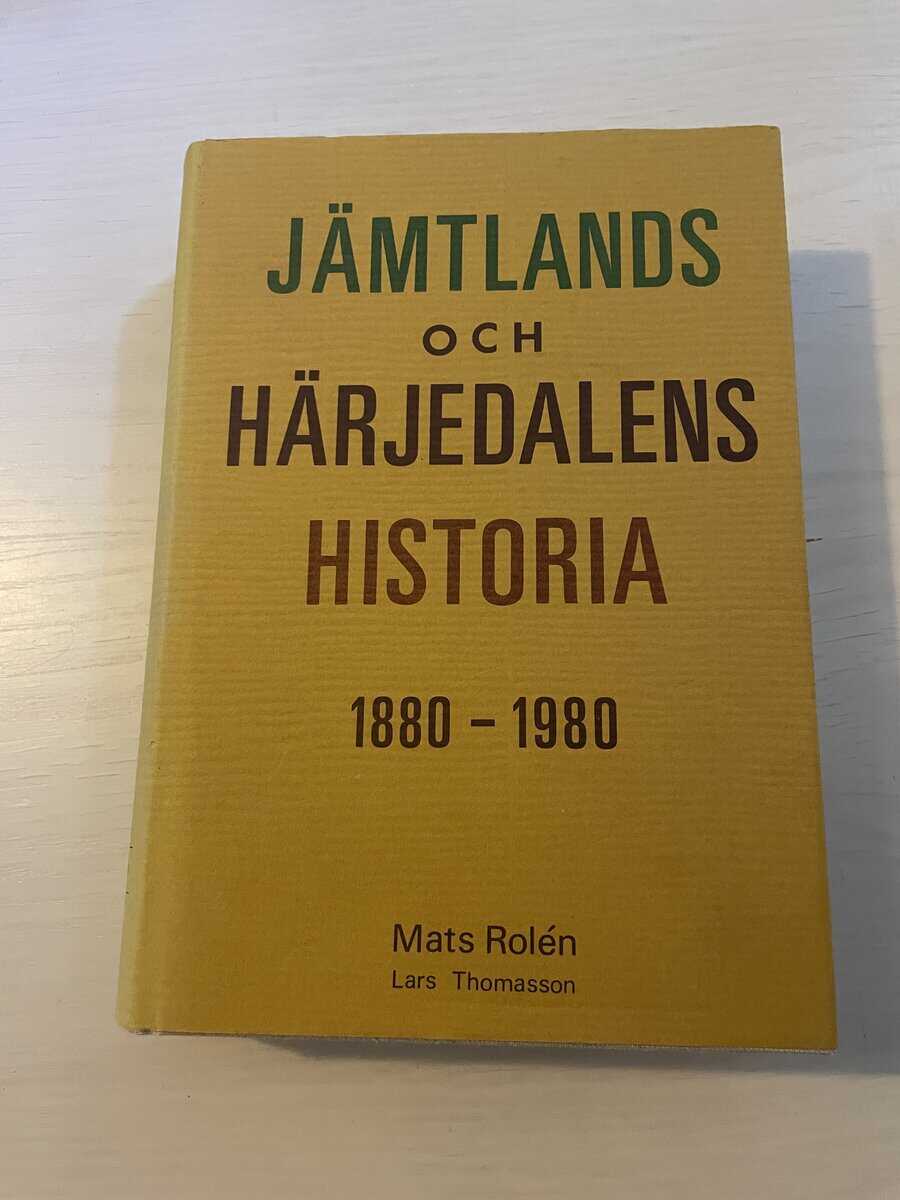 JÄMTLANDS
OCH
HÄRJEDALENS
HISTORIA
1880 – 1980
Mats Rolén
Lars Thomasson